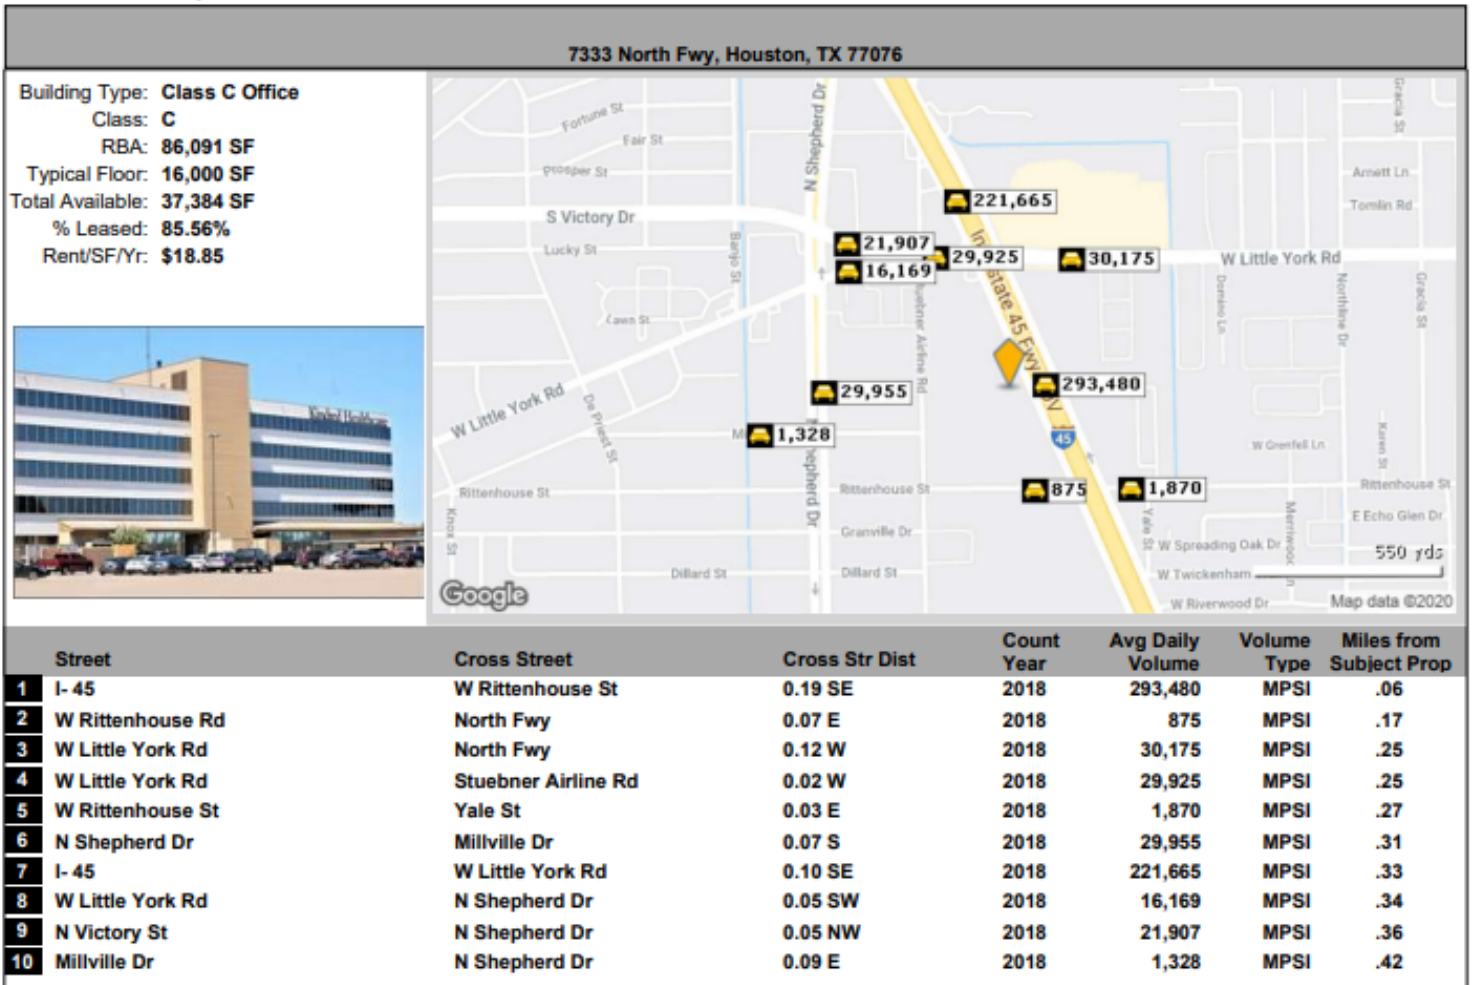 7333 North Fwy, Houston, TX 77076
Building Type: Class C Office
Class: C
RBA: 86,091 SF
Typical Floor: 16,000 SF
Total Available: 37,384 SF
% Leased: 85.56%
Rent/SF/Yr: $18.85
Kindred Healthcare
Fortune St
Fair St
Prosper St
N Shepherd Dr
Gracia St
Arnett Ln
Tomlin Rd
221,665
S Victory Dr
Lucky St
Banjo St
21,907
29,925
30,175
W Little York Rd
16,169
Interstate 45 Fwy
Domino Ln
Northline Dr
Gracia St
Lawn St
W Little York Rd
De Priest St
29,955
293,480
1,328
45
W Grenfell Ln
Karen St
Rittenhouse St
Rittenhouse St
875
1,870
Rittenhouse St
Knox St
Shepherd Dr
Granville Dr
Yale St
E Echo Glen Dr
W Spreading Oak Dr
550 yds
Dillard St
Dillard St
W Twickenham
Google
W Riverwood Dr
Map data ©2020
Street Cross Street Cross Str Dist Count Year Avg Daily Volume Volume Type Miles from Subject Prop
1 I- 45 W Rittenhouse St 0.19 SE 2018 293,480 MPSI .06
2 W Rittenhouse Rd North Fwy 0.07 E 2018 875 MPSI .17
3 W Little York Rd North Fwy 0.12 W 2018 30,175 MPSI .25
4 W Little York Rd Stuebner Airline Rd 0.02 W 2018 29,925 MPSI .25
5 W Rittenhouse St Yale St 0.03 E 2018 1,870 MPSI .27
6 N Shepherd Dr Millville Dr 0.07 S 2018 29,955 MPSI .31
7 I- 45 W Little York Rd 0.10 SE 2018 221,665 MPSI .33
8 W Little York Rd N Shepherd Dr 0.05 SW 2018 16,169 MPSI .34
9 N Victory St N Shepherd Dr 0.05 NW 2018 21,907 MPSI .36
10 Millville Dr N Shepherd Dr 0.09 E 2018 1,328 MPSI .42